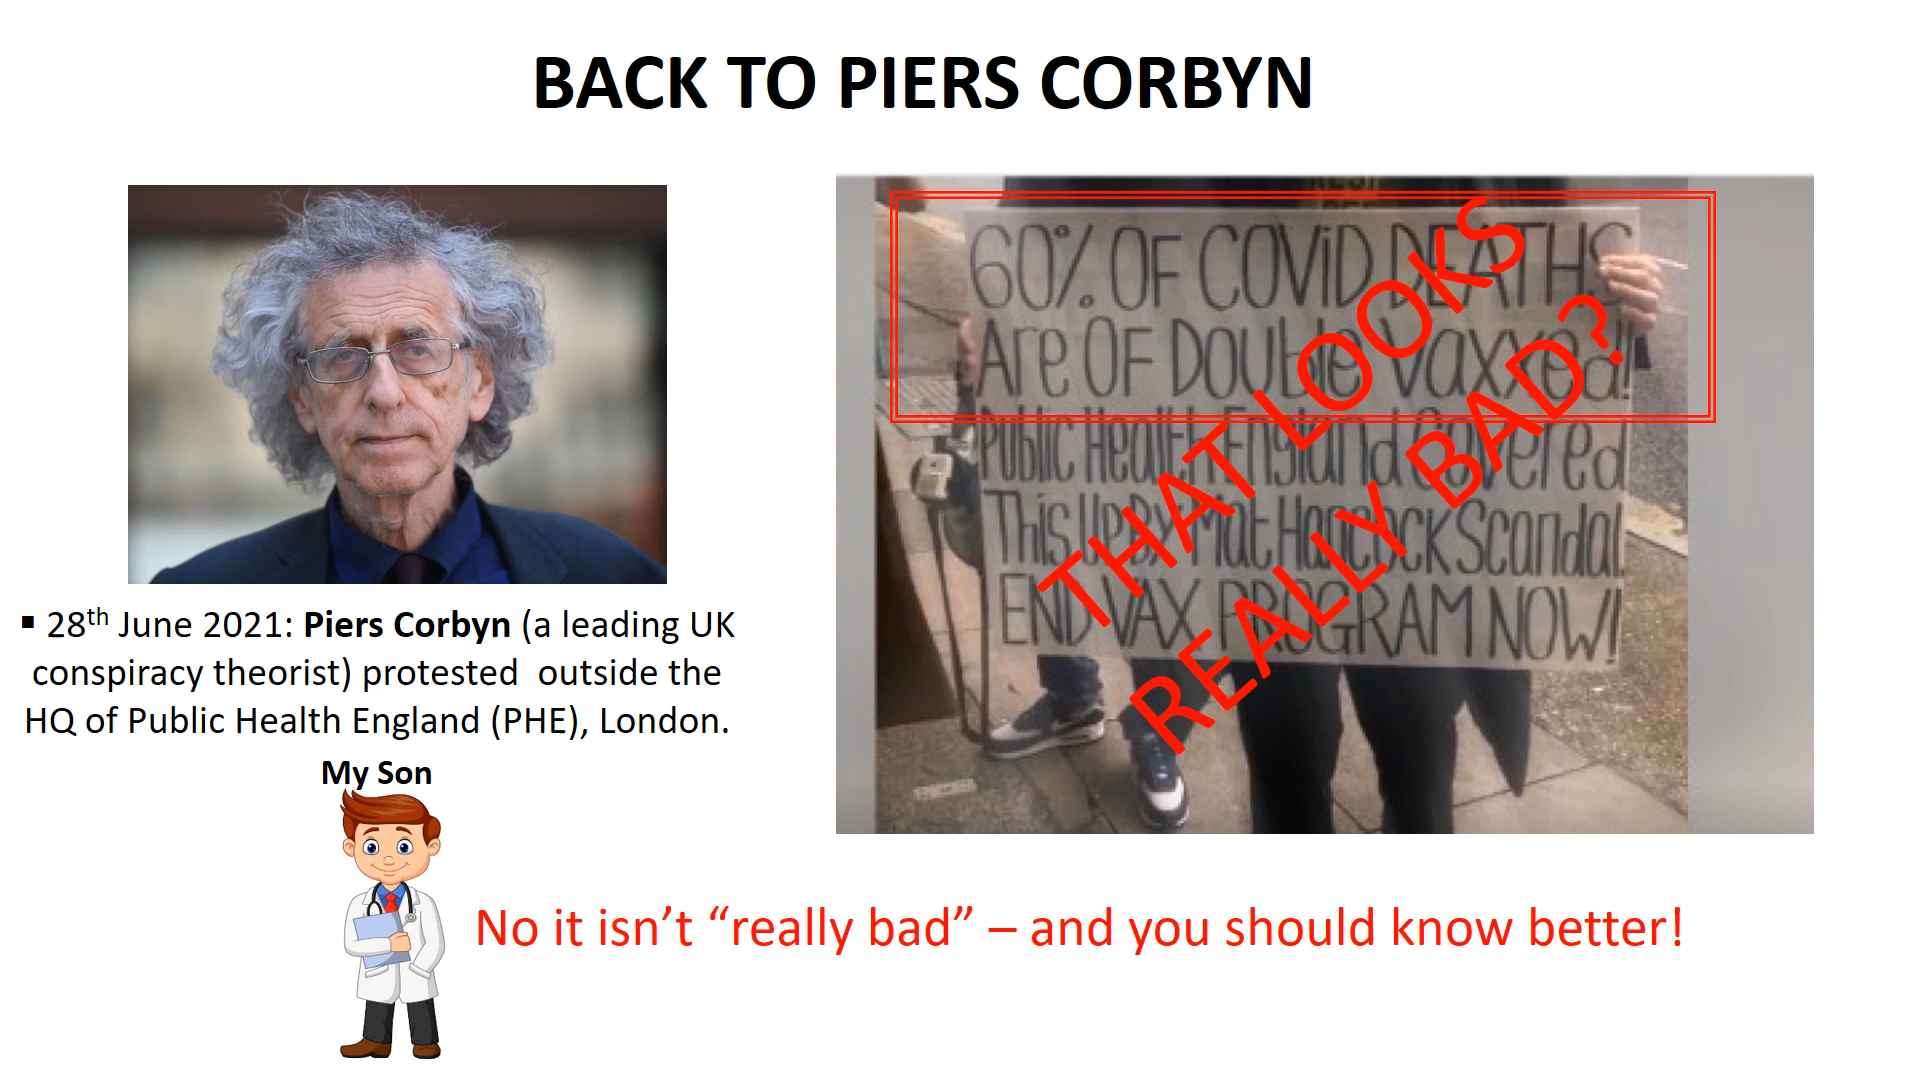 BACK TO PIERS CORBYN
▪ 28th June 2021: Piers Corbyn (a leading UK
conspiracy theorist) protested outside the
HQ of Public Health England (PHE), London.
60% OF COViD DEATHS
Are OF Double Vaxxed!
Public Health England Covered
This Up By: Mat Hancock Scandal.
END VAX PROGRAM NOW!
THAT LOOKS
REALLY BAD?
My Son
No it isn’t “really bad” – and you should know better!